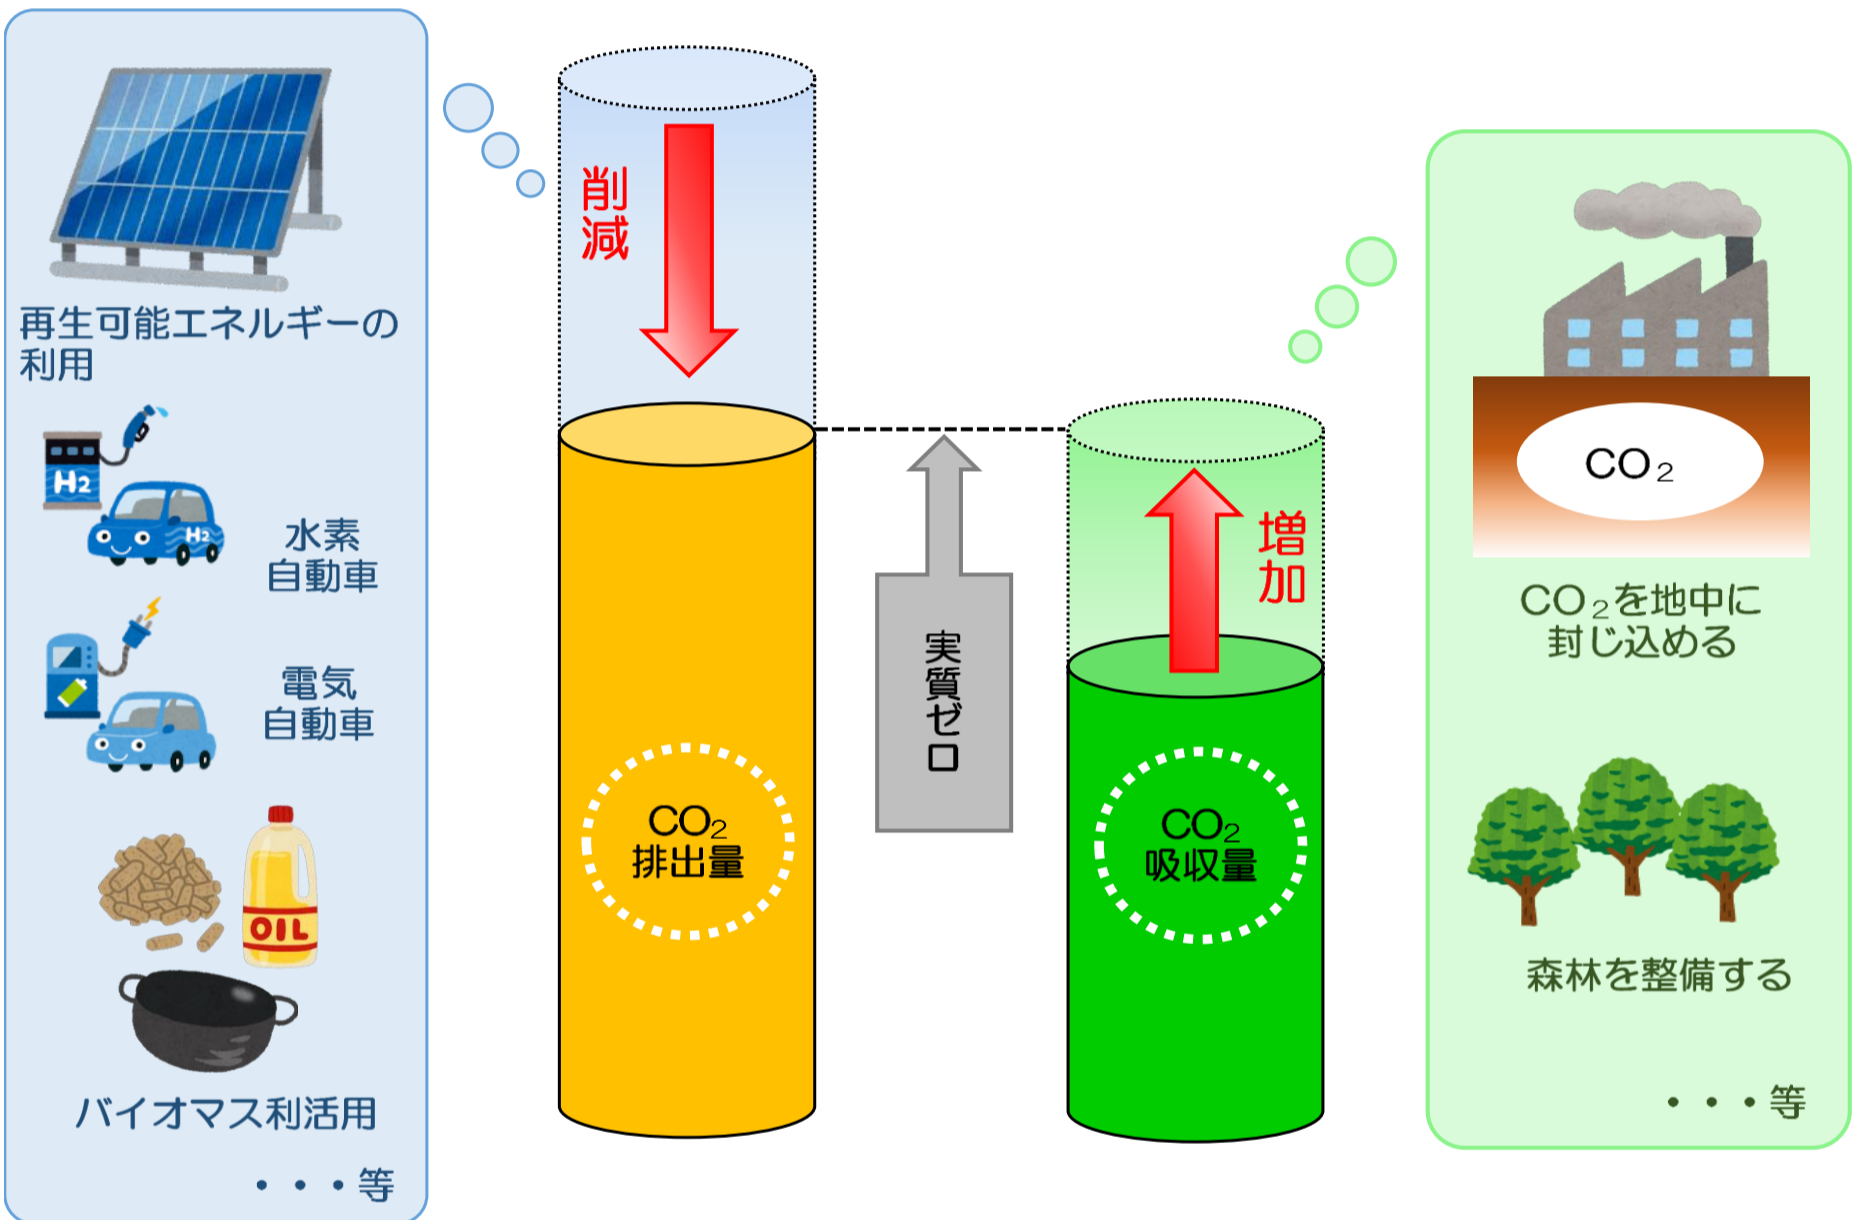 再生可能エネルギーの
利用
H2
H2
水素
自動車
電気
自動車
OIL
バイオマス利活用
・・・等
削減
CO₂
排出量
実質ゼロ
増加
CO₂
吸収量
CO₂
CO₂を地中に
封じ込める
森林を整備する
・・・等